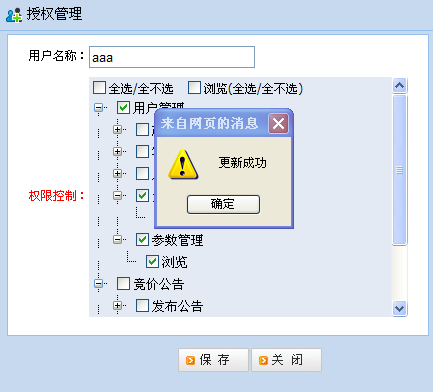 授权管理
用户名称：
aaa
全选/全不选 浏览(全选/全不选)
用户管理
来自网页的消息
更新成功
确定
权限控制：
参数管理
浏览
竞价公告
发布公告
保 存 关 闭